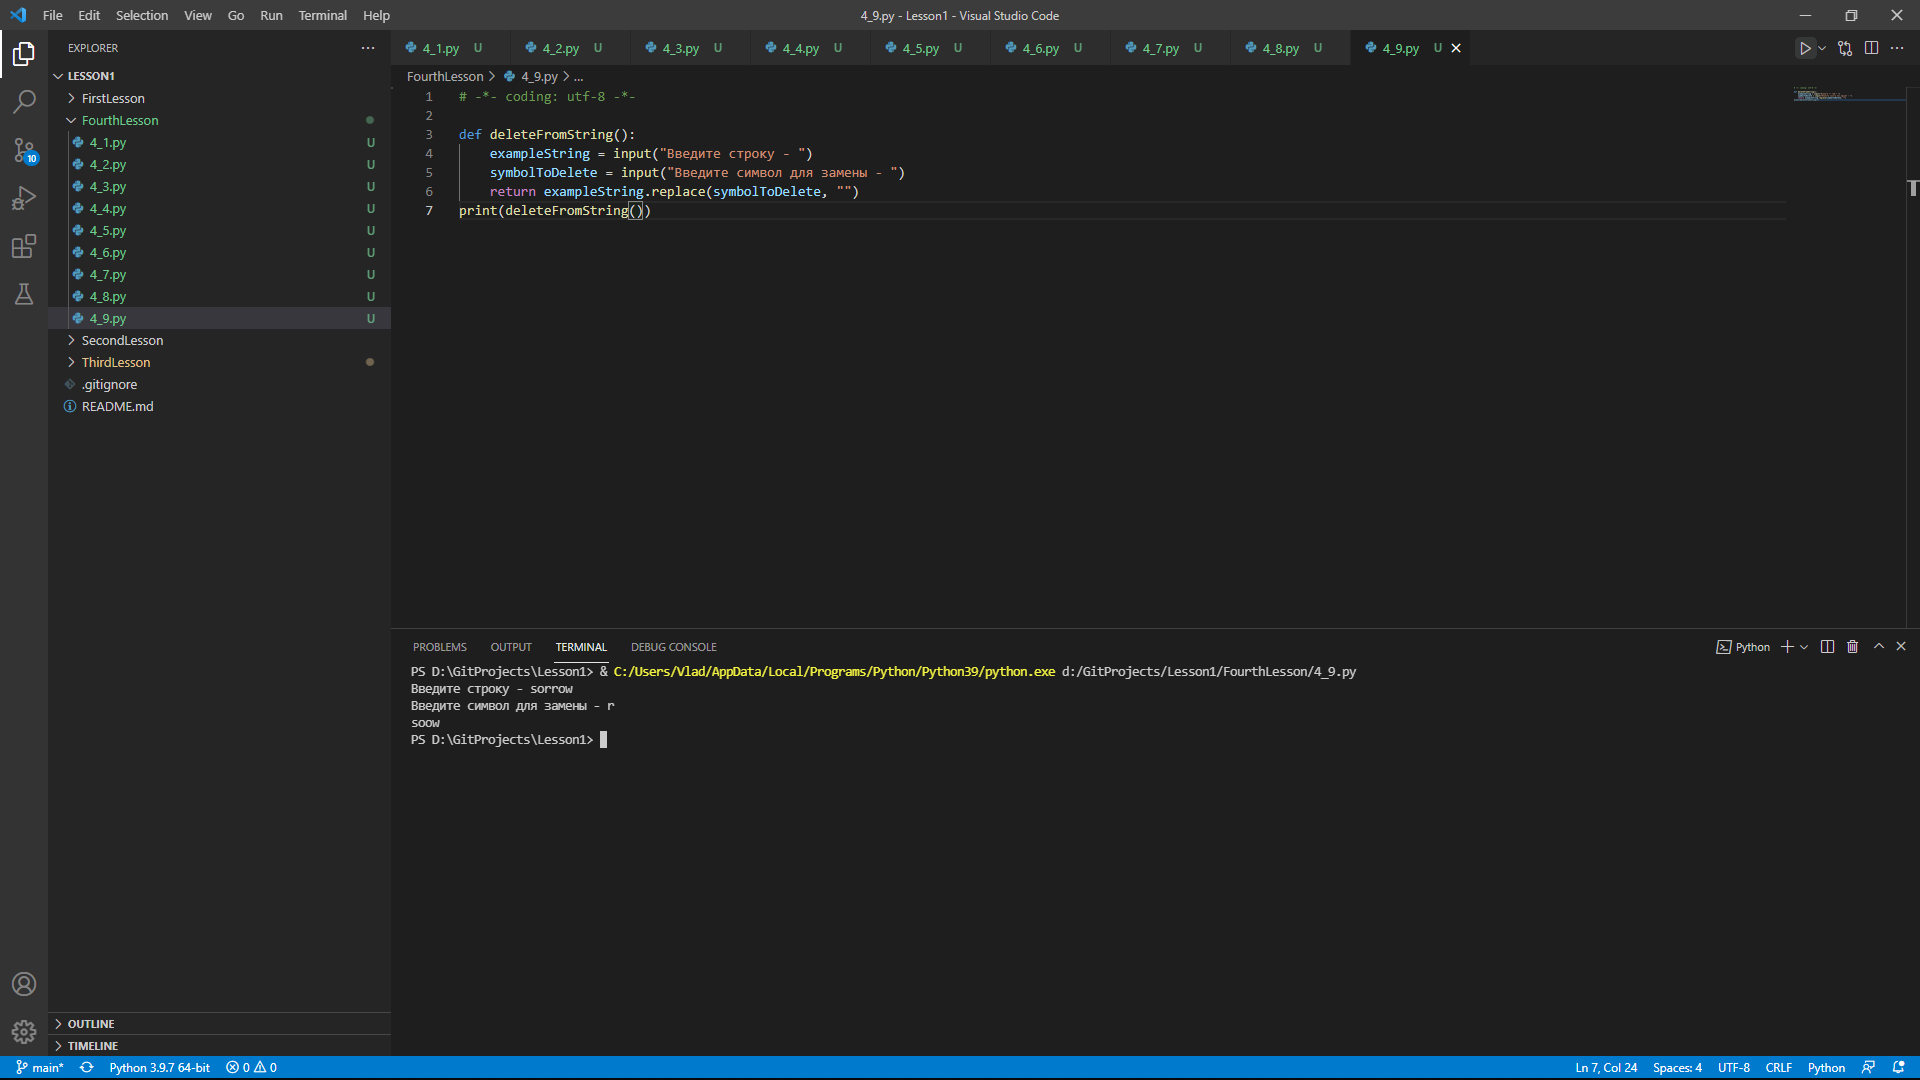 File Edit Selection View Go Run Terminal Help
4_9.py - Lesson1 - Visual Studio Code
EXPLORER
LESSON1
FirstLesson
FourthLesson
4_1.py U
4_2.py U
4_3.py U
4_4.py U
4_5.py U
4_6.py U
4_7.py U
4_8.py U
4_9.py U
SecondLesson
ThirdLesson
.gitignore
README.md
10
OUTLINE
TIMELINE
4_1.py U 4_2.py U 4_3.py U 4_4.py U 4_5.py U 4_6.py U 4_7.py U 4_8.py U 4_9.py U
FourthLesson > 4_9.py > ...
1 # -*- coding: utf-8 -*-
2
3 def deleteFromString():
4 exampleString = input("Введите строку - ")
5 symbolToDelete = input("Введите символ для замены - ")
6 return exampleString.replace(symbolToDelete, "")
7 print(deleteFromString())
PROBLEMS OUTPUT TERMINAL DEBUG CONSOLE
Python
PS D:\GitProjects\Lesson1> & C:/Users/Vlad/AppData/Local/Programs/Python/Python39/python.exe d:/GitProjects/Lesson1/FourthLesson/4_9.py
Введите строку - sorrow
Введите символ для замены - r
soow
PS D:\GitProjects\Lesson1>
main* Python 3.9.7 64-bit 0 0
Ln 7, Col 24 Spaces: 4 UTF-8 CRLF Python